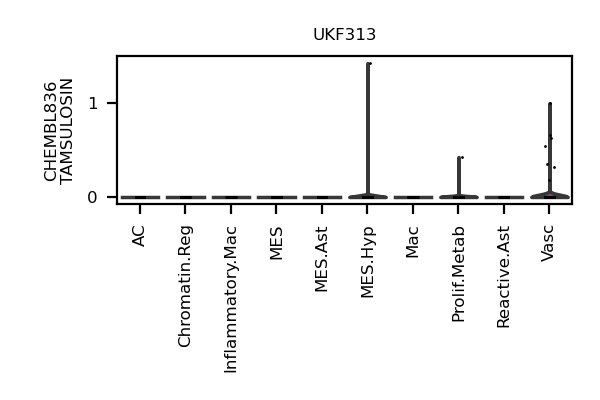 UKF313
CHEMBL836
TAMSULOSIN
1
0
AC
Chromatin.Reg
Inflammatory.Mac
MES
MES.Ast
MES.Hyp
Mac
Prolif.Metab
Reactive.Ast
Vasc